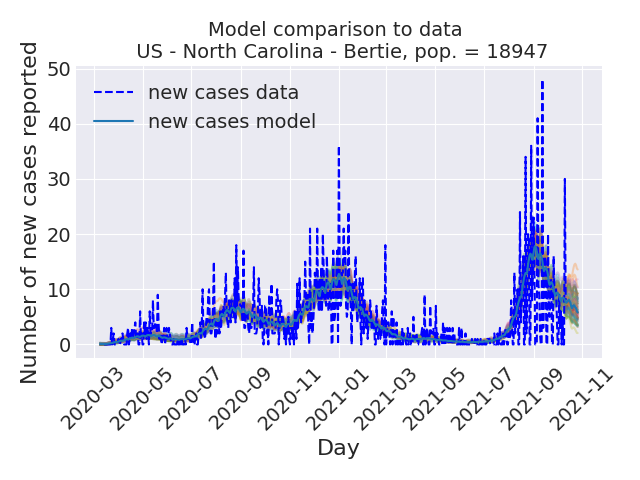 Model comparison to data
US - North Carolina - Bertie, pop. = 18947
Number of new cases reported
50
40
30
20
10
0
new cases data
new cases model
2020-03
2020-05
2020-07
2020-09
2020-11
2021-01
2021-03
2021-05
2021-07
2021-09
2021-11
Day